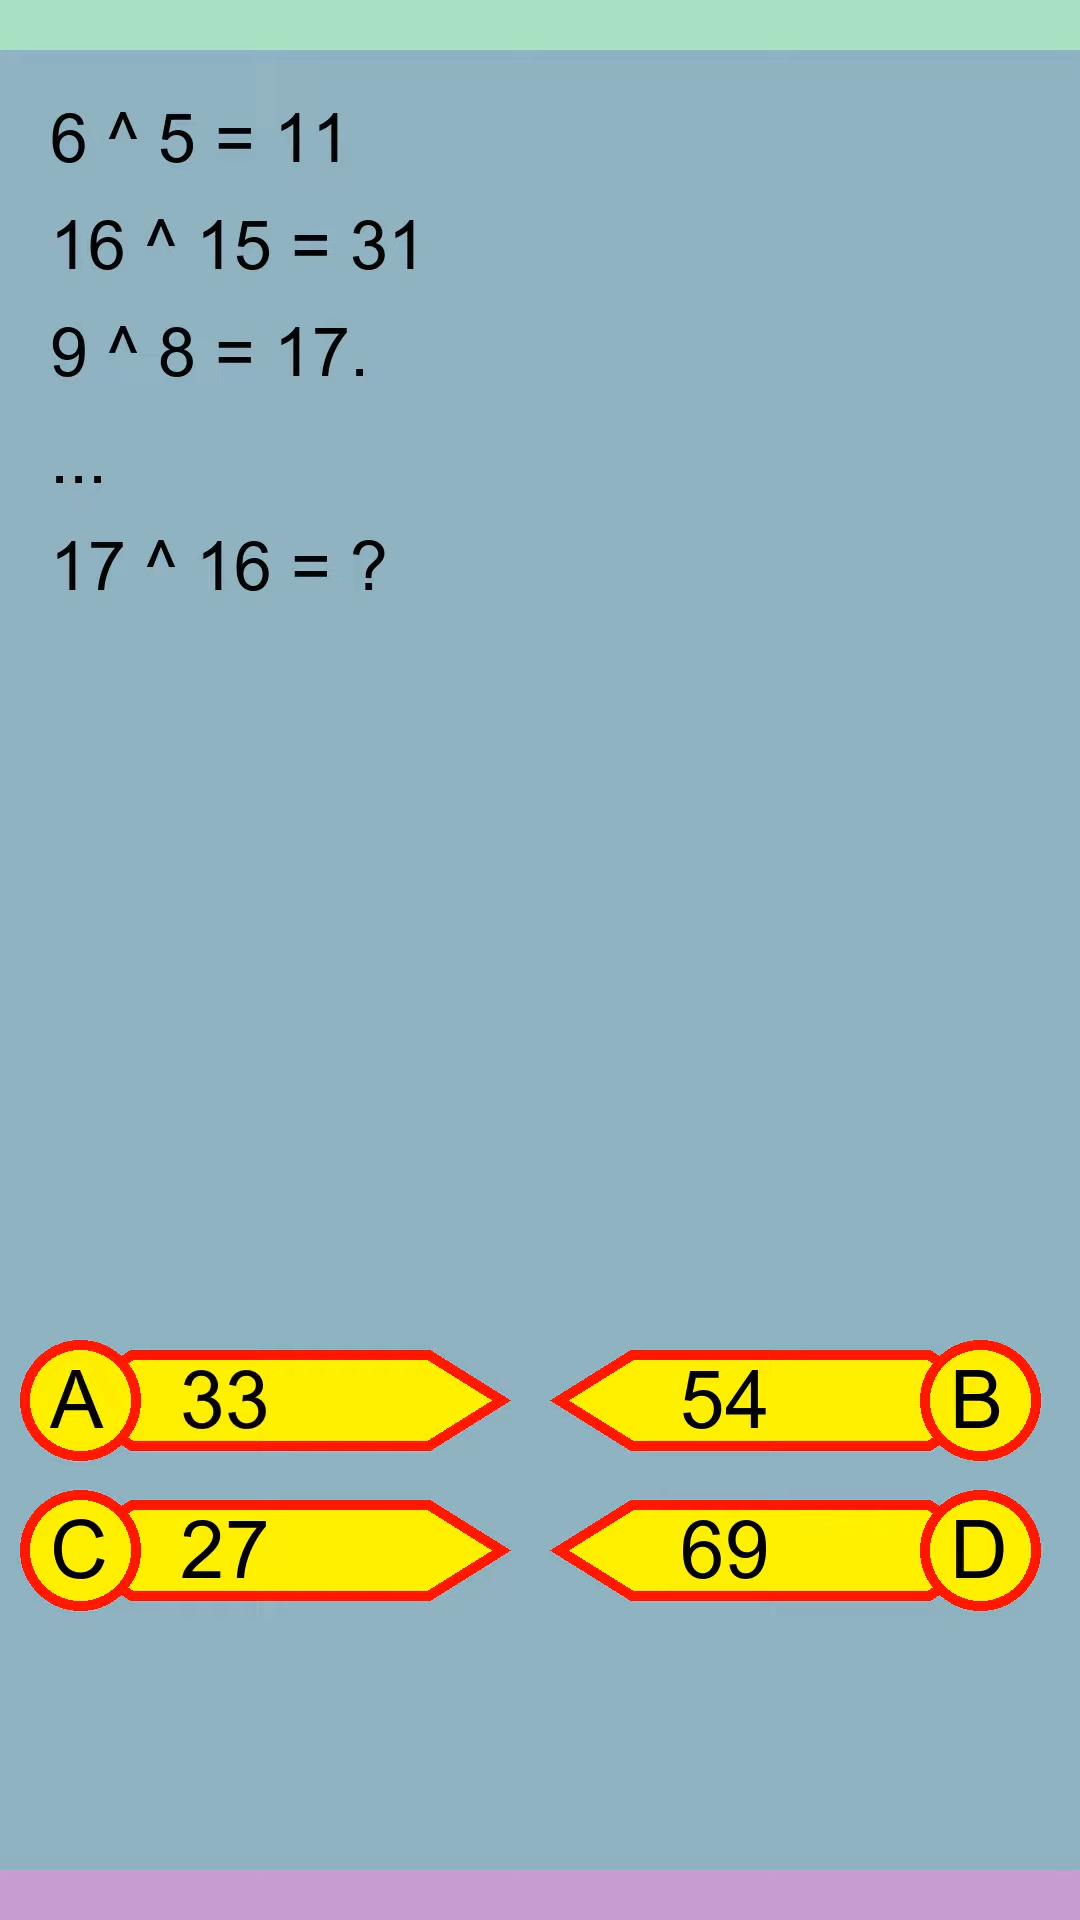 6 ^ 5 = 11
16 ^ 15 = 31
9 ^ 8 = 17.
...
17 ^ 16 = ?
A 33
54 B
C 27
69 D